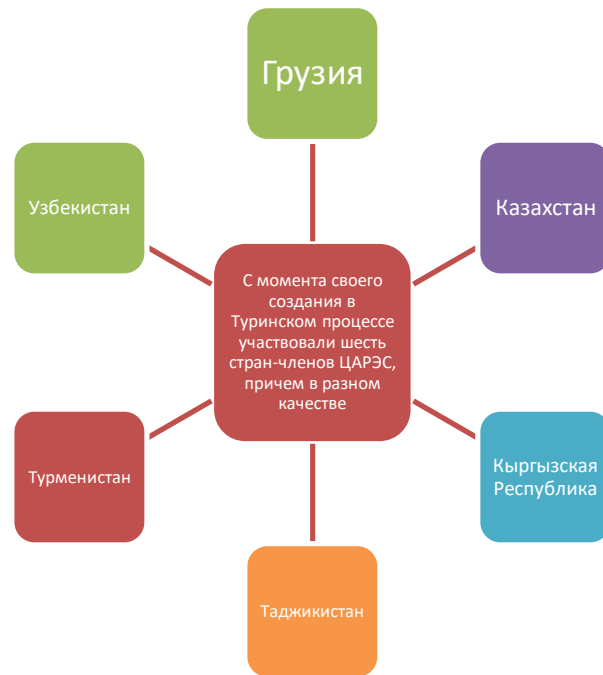 Грузия
Узбекистан
Казахстан
С момента своего
создания в
Туринском процессе
участвовали шесть
стран-членов ЦАРЭС,
причем в разном
качестве
Турменистан
Кыргызская
Республика
Таджикистан